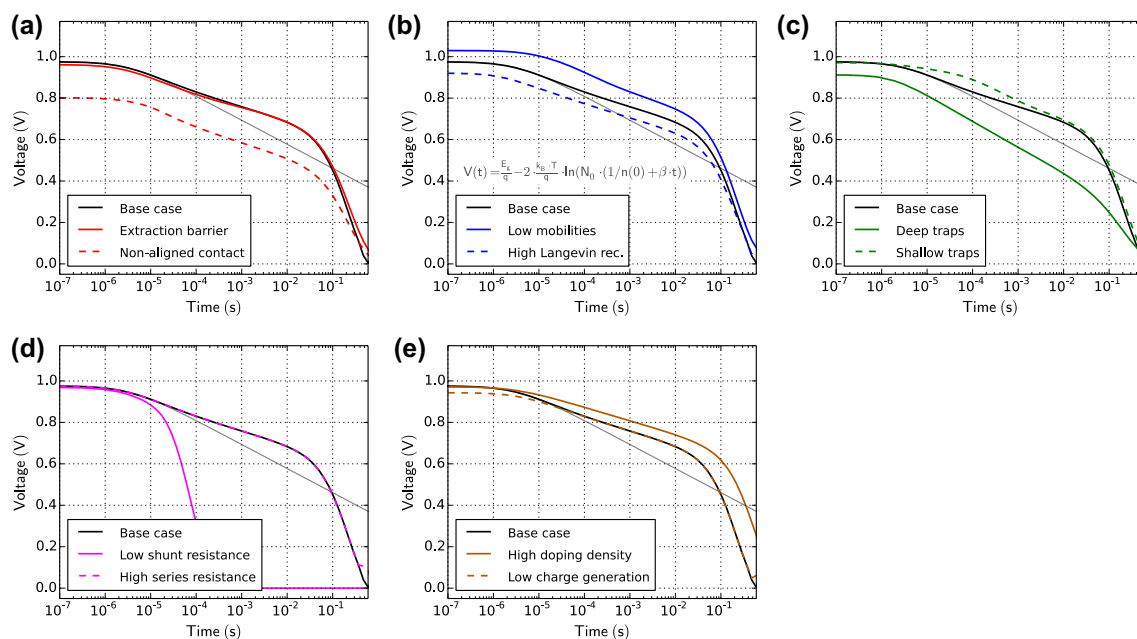 (a)
Voltage (V)
1.0
0.8
0.6
0.4
0.2
0.0
Base case
Extraction barrier
Non-aligned contact
10⁻⁷ 10⁻⁶ 10⁻⁵ 10⁻⁴ 10⁻³ 10⁻² 10⁻¹
Time (s)
(b)
Voltage (V)
1.0
0.8
0.6
0.4
0.2
0.0
V(t)=E_g/q−2·k_B·T/q·ln(N₀·(1/n(0)+β·t))
Base case
Low mobilities
High Langevin rec.
10⁻⁷ 10⁻⁶ 10⁻⁵ 10⁻⁴ 10⁻³ 10⁻² 10⁻¹
Time (s)
(c)
Voltage (V)
1.0
0.8
0.6
0.4
0.2
0.0
Base case
Deep traps
Shallow traps
10⁻⁷ 10⁻⁶ 10⁻⁵ 10⁻⁴ 10⁻³ 10⁻² 10⁻¹
Time (s)
(d)
Voltage (V)
1.0
0.8
0.6
0.4
0.2
0.0
Base case
Low shunt resistance
High series resistance
10⁻⁷ 10⁻⁶ 10⁻⁵ 10⁻⁴ 10⁻³ 10⁻² 10⁻¹
Time (s)
(e)
Voltage (V)
1.0
0.8
0.6
0.4
0.2
0.0
Base case
High doping density
Low charge generation
10⁻⁷ 10⁻⁶ 10⁻⁵ 10⁻⁴ 10⁻³ 10⁻² 10⁻¹
Time (s)